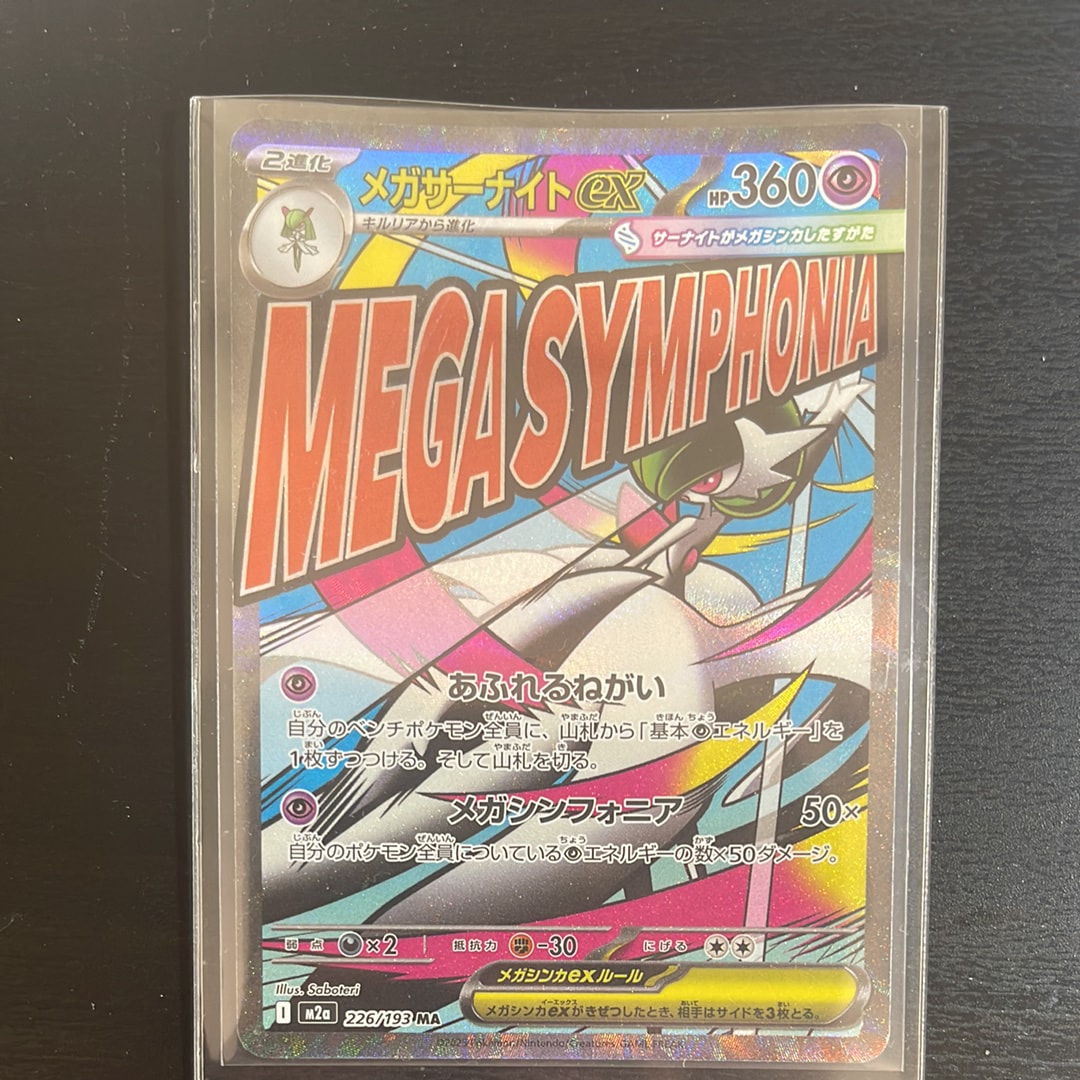 2進化
メガサーナイトex
HP360
キルリアから進化
サーナイトがメガシンカしたすがた
MEGA SYMPHONIA
あふれるねがい
自分のベンチポケモン全員に、山札から「基本エネルギー」を
1枚ずつつける。そして山札を切る。
メガシンフォニア 50×
自分のポケモン全員についているエネルギーの数×50ダメージ。
弱点 ×2 抵抗力 -30 にげる
メガシンカexルール
メガシンカexがきぜつしたとき、相手はサイドを3枚とる。
Illus. Saboteri
I m2a 226/193 MA
©2025 Pokémon/Nintendo/Creatures/GAME FREAK